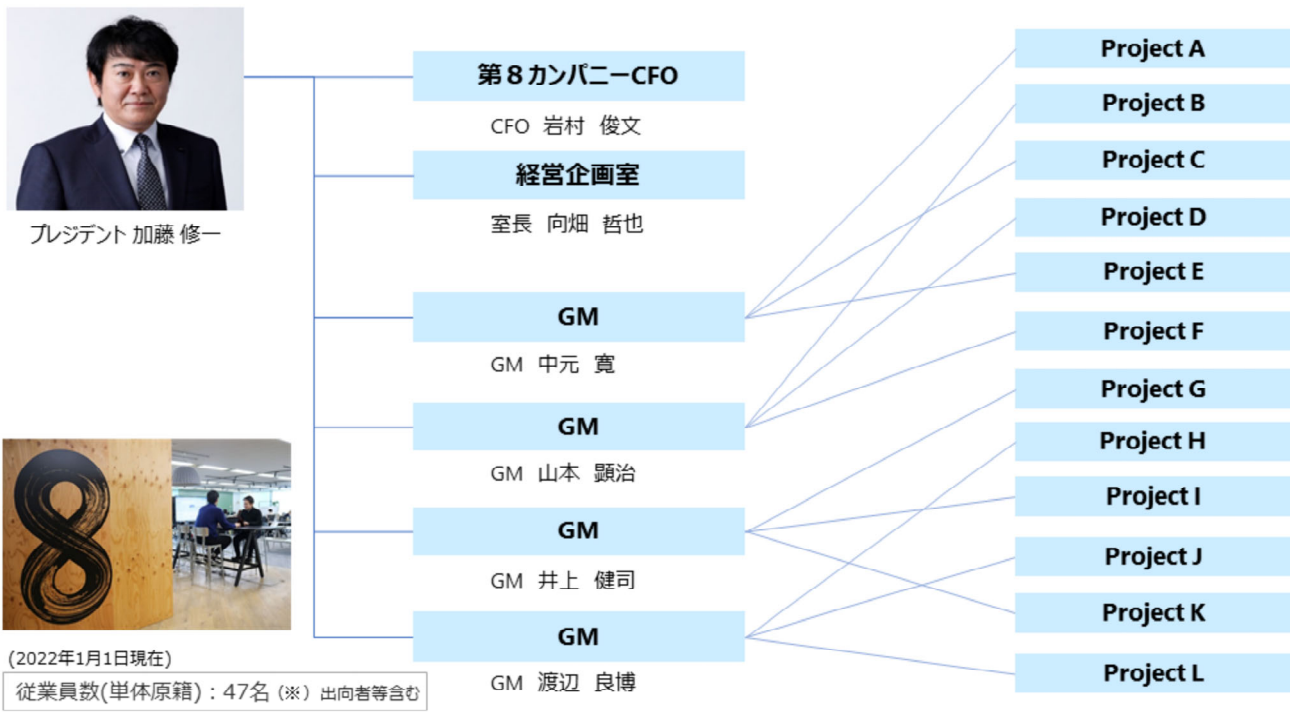 プレジデント 加藤 修一
第８カンパニーCFO
CFO 岩村 俊文
経営企画室
室長 向畑 哲也
GM
GM 中元 寛
GM
GM 山本 顕治
GM
GM 井上 健司
GM
GM 渡辺 良博
Project A
Project B
Project C
Project D
Project E
Project F
Project G
Project H
Project I
Project J
Project K
Project L
8
(2022年1月1日現在)
従業員数(単体原籍)：47名（※）出向者等含む